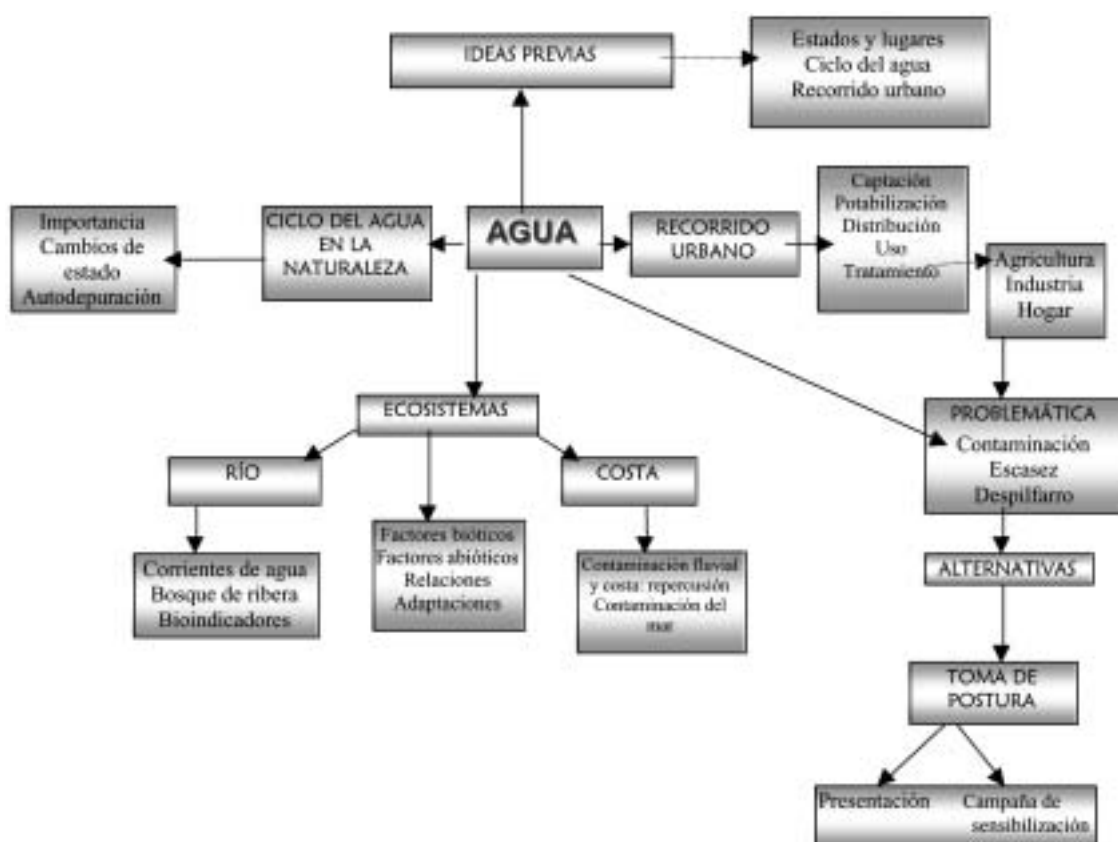 IDEAS PREVIAS
Estados y lugares
Ciclo del agua
Recorrido urbano
Importancia
Cambios de
estado
Autodepuración
CICLO DEL AGUA
EN LA
NATURALEZA
AGUA
RECORRIDO
URBANO
Captación
Potabilización
Distribución
Uso
Tratamiento
Agricultura
Industria
Hogar
ECOSISTEMAS
RÍO
COSTA
Corrientes de agua
Bosque de ribera
Bioindicadores
Factores bióticos
Factores abióticos
Relaciones
Adaptaciones
Contaminación fluvial
y costa: repercusión
Contaminación del
mar
PROBLEMÁTICA
Contaminación
Escasez
Despilfarro
ALTERNATIVAS
TOMA DE
POSTURA
Presentación
Campaña de
sensibilización